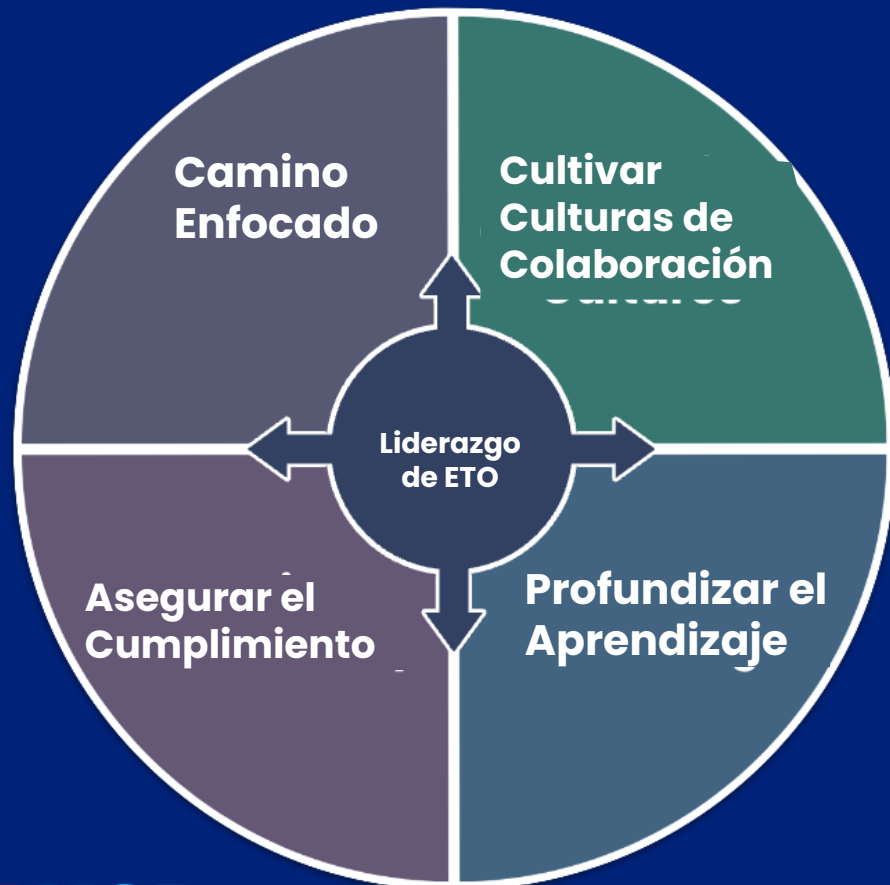 Camino
Enfocado
Cultivar
Culturas de
Colaboración
Liderazgo
de ETO
Asegurar el
Cumplimiento
Profundizar el
Aprendizaje